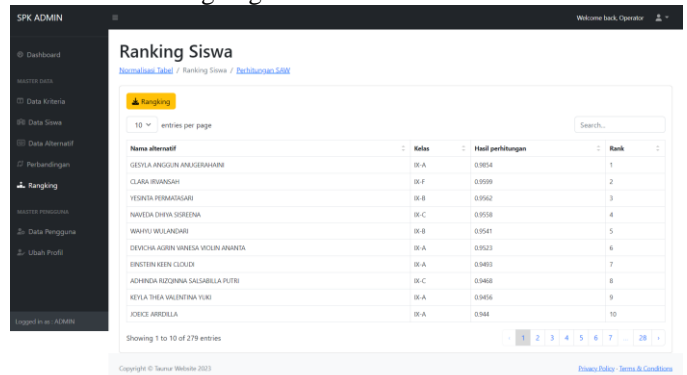 SPK ADMIN
Welcome back, Operator
Dashboard
MASTER DATA
Data Kriteria
Data Siswa
Data Alternatif
Perbandingan
Rangking
MASTER PENGGUNA
Data Pengguna
Ubah Profil
Logged in as : ADMIN
Ranking Siswa
Normalisasi Tabel / Ranking Siswa / Perhitungan SAW
Rangking
10 entries per page
Search...
Nama alternatif Kelas Hasil perhitungan Rank
GESYLA ANGGUN ANUGERAHAINI IX-A 0.9854 1
CLARA IRVANSAH IX-F 0.9599 2
YESINTA PERMATASARI IX-B 0.9562 3
NAVEDA DHIYA SISREENA IX-C 0.9558 4
WAHYU WULANDARI IX-B 0.9541 5
DEVICHA AGRIN VANESA VIOLIN ANANTA IX-A 0.9523 6
EINSTEIN KEEN CLOUDI IX-A 0.9493 7
ADHINDA RIZQINNA SALSABILLA PUTRI IX-C 0.9468 8
KEYLA THEA VALENTINA YUKI IX-A 0.9456 9
JOEICE ARRDILLA IX-A 0.944 10
Showing 1 to 10 of 279 entries
‹ 1 2 3 4 5 6 7 ... 28 ›
Copyright © Taunur Website 2023
Privacy Policy · Terms & Conditions